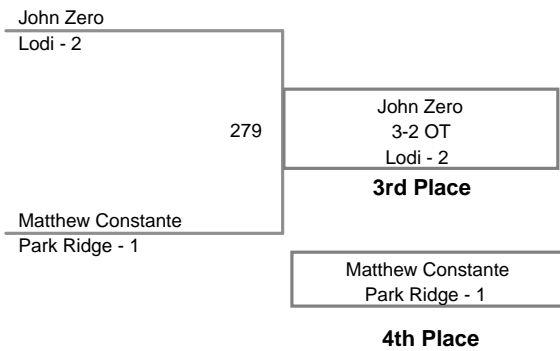 John Zero
Lodi - 2
279
John Zero
3-2 OT
Lodi - 2
3rd Place
Matthew Constante
Park Ridge - 1
Matthew Constante
Park Ridge - 1
4th Place